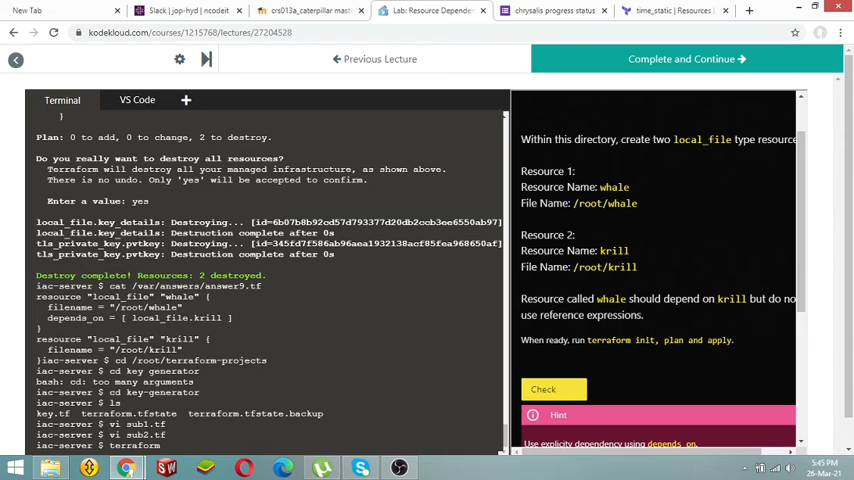 New Tab
Slack | jop-hyd | ncodeit
crs013a_caterpillar mast
Lab: Resource Depende
chrysalis progress status
time_static | Resources |
kodekloud.com/courses/1215768/lectures/27204528
Previous Lecture
Complete and Continue
Terminal
VS Code
}
Plan: 0 to add, 0 to change, 2 to destroy.
Do you really want to destroy all resources?
Terraform will destroy all your managed infrastructure, as shown above.
There is no undo. Only 'yes' will be accepted to confirm.
Enter a value: yes
local_file.key_details: Destroying... [id=6b07b8b92cd57d793377d20db2ccb3ee6550ab97]
local_file.key_details: Destruction complete after 0s
tls_private_key.pvtkey: Destroying... [id=345fd7f586ab96aea1932138acf85fea968650af]
tls_private_key.pvtkey: Destruction complete after 0s
Destroy complete! Resources: 2 destroyed.
iac-server $ cat /var/answers/answer9.tf
resource "local_file" "whale" {
filename = "/root/whale"
depends_on = [ local_file.krill ]
}
resource "local_file" "krill" {
filename = "/root/krill"
}iac-server $ cd /root/terraform-projects
iac-server $ cd key generator
bash: cd: too many arguments
iac-server $ cd key-generator
iac-server $ ls
key.tf terraform.tfstate terraform.tfstate.backup
iac-server $ vi sub1.tf
iac-server $ vi sub2.tf
iac-server $ terraform
Within this directory, create two local_file type resource
Resource 1:
Resource Name: whale
File Name: /root/whale
Resource 2:
Resource Name: krill
File Name: /root/krill
Resource called whale should depend on krill but do no
use reference expressions.
When ready, run terraform init, plan and apply.
Check
Hint
Use explicity dependency using depends_on.
5:45 PM
26-Mar-21